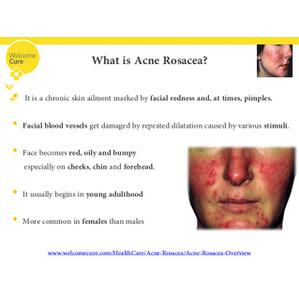 Welcome
Cure
What is Acne Rosacea?
It is a chronic skin ailment marked by facial redness and, at times, pimples.
Facial blood vessels get damaged by repeated dilatation caused by various stimuli.
Face becomes red, oily and bumpy
especially on cheeks, chin and forehead.
It usually begins in young adulthood
More common in females than males
www.welcomecure.com/HealthCare/Acne-Rosacea/Acne-Rosacea-Overview